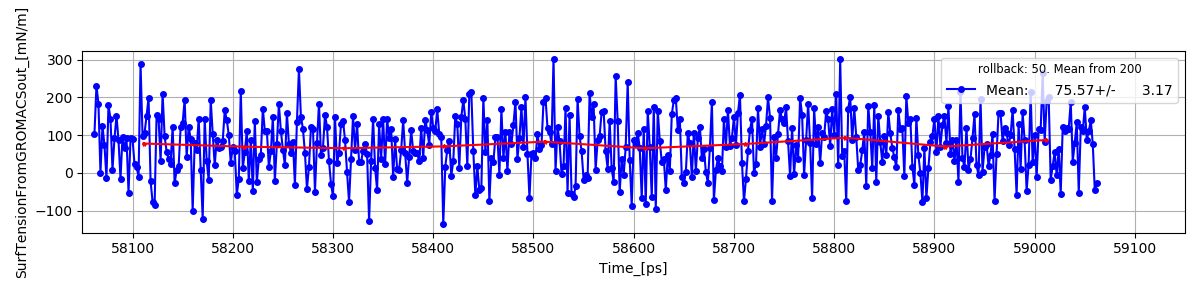 SurfTensionFromGROMACSout_[mN/m]
300
200
100
0
−100
rollback: 50. Mean from 200
Mean: 75.57+/- 3.17
58100 58200 58300 58400 58500 58600 58700 58800 58900 59000 59100
Time_[ps]